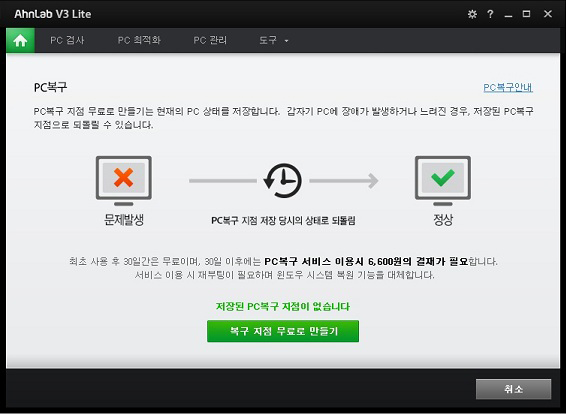 AhnLab V3 Lite
PC 검사 PC 최적화 PC 관리 도구
PC복구 PC복구안내
PC복구 지점 무료로 만들기는 현재의 PC 상태를 저장합니다. 갑자기 PC에 장애가 발생하거나 느려진 경우, 저장된 PC복구
지점으로 되돌릴 수 있습니다.
문제발생 PC복구 지점 저장 당시의 상태로 되돌림 정상
최초 사용 후 30일간은 무료이며, 30일 이후에는 PC복구 서비스 이용시 6,600원의 결재가 필요합니다.
서비스 이용 시 재부팅이 필요하며 윈도우 시스템 복원 기능을 대체합니다.
저장된 PC복구 지점이 없습니다
복구 지점 무료로 만들기
취소